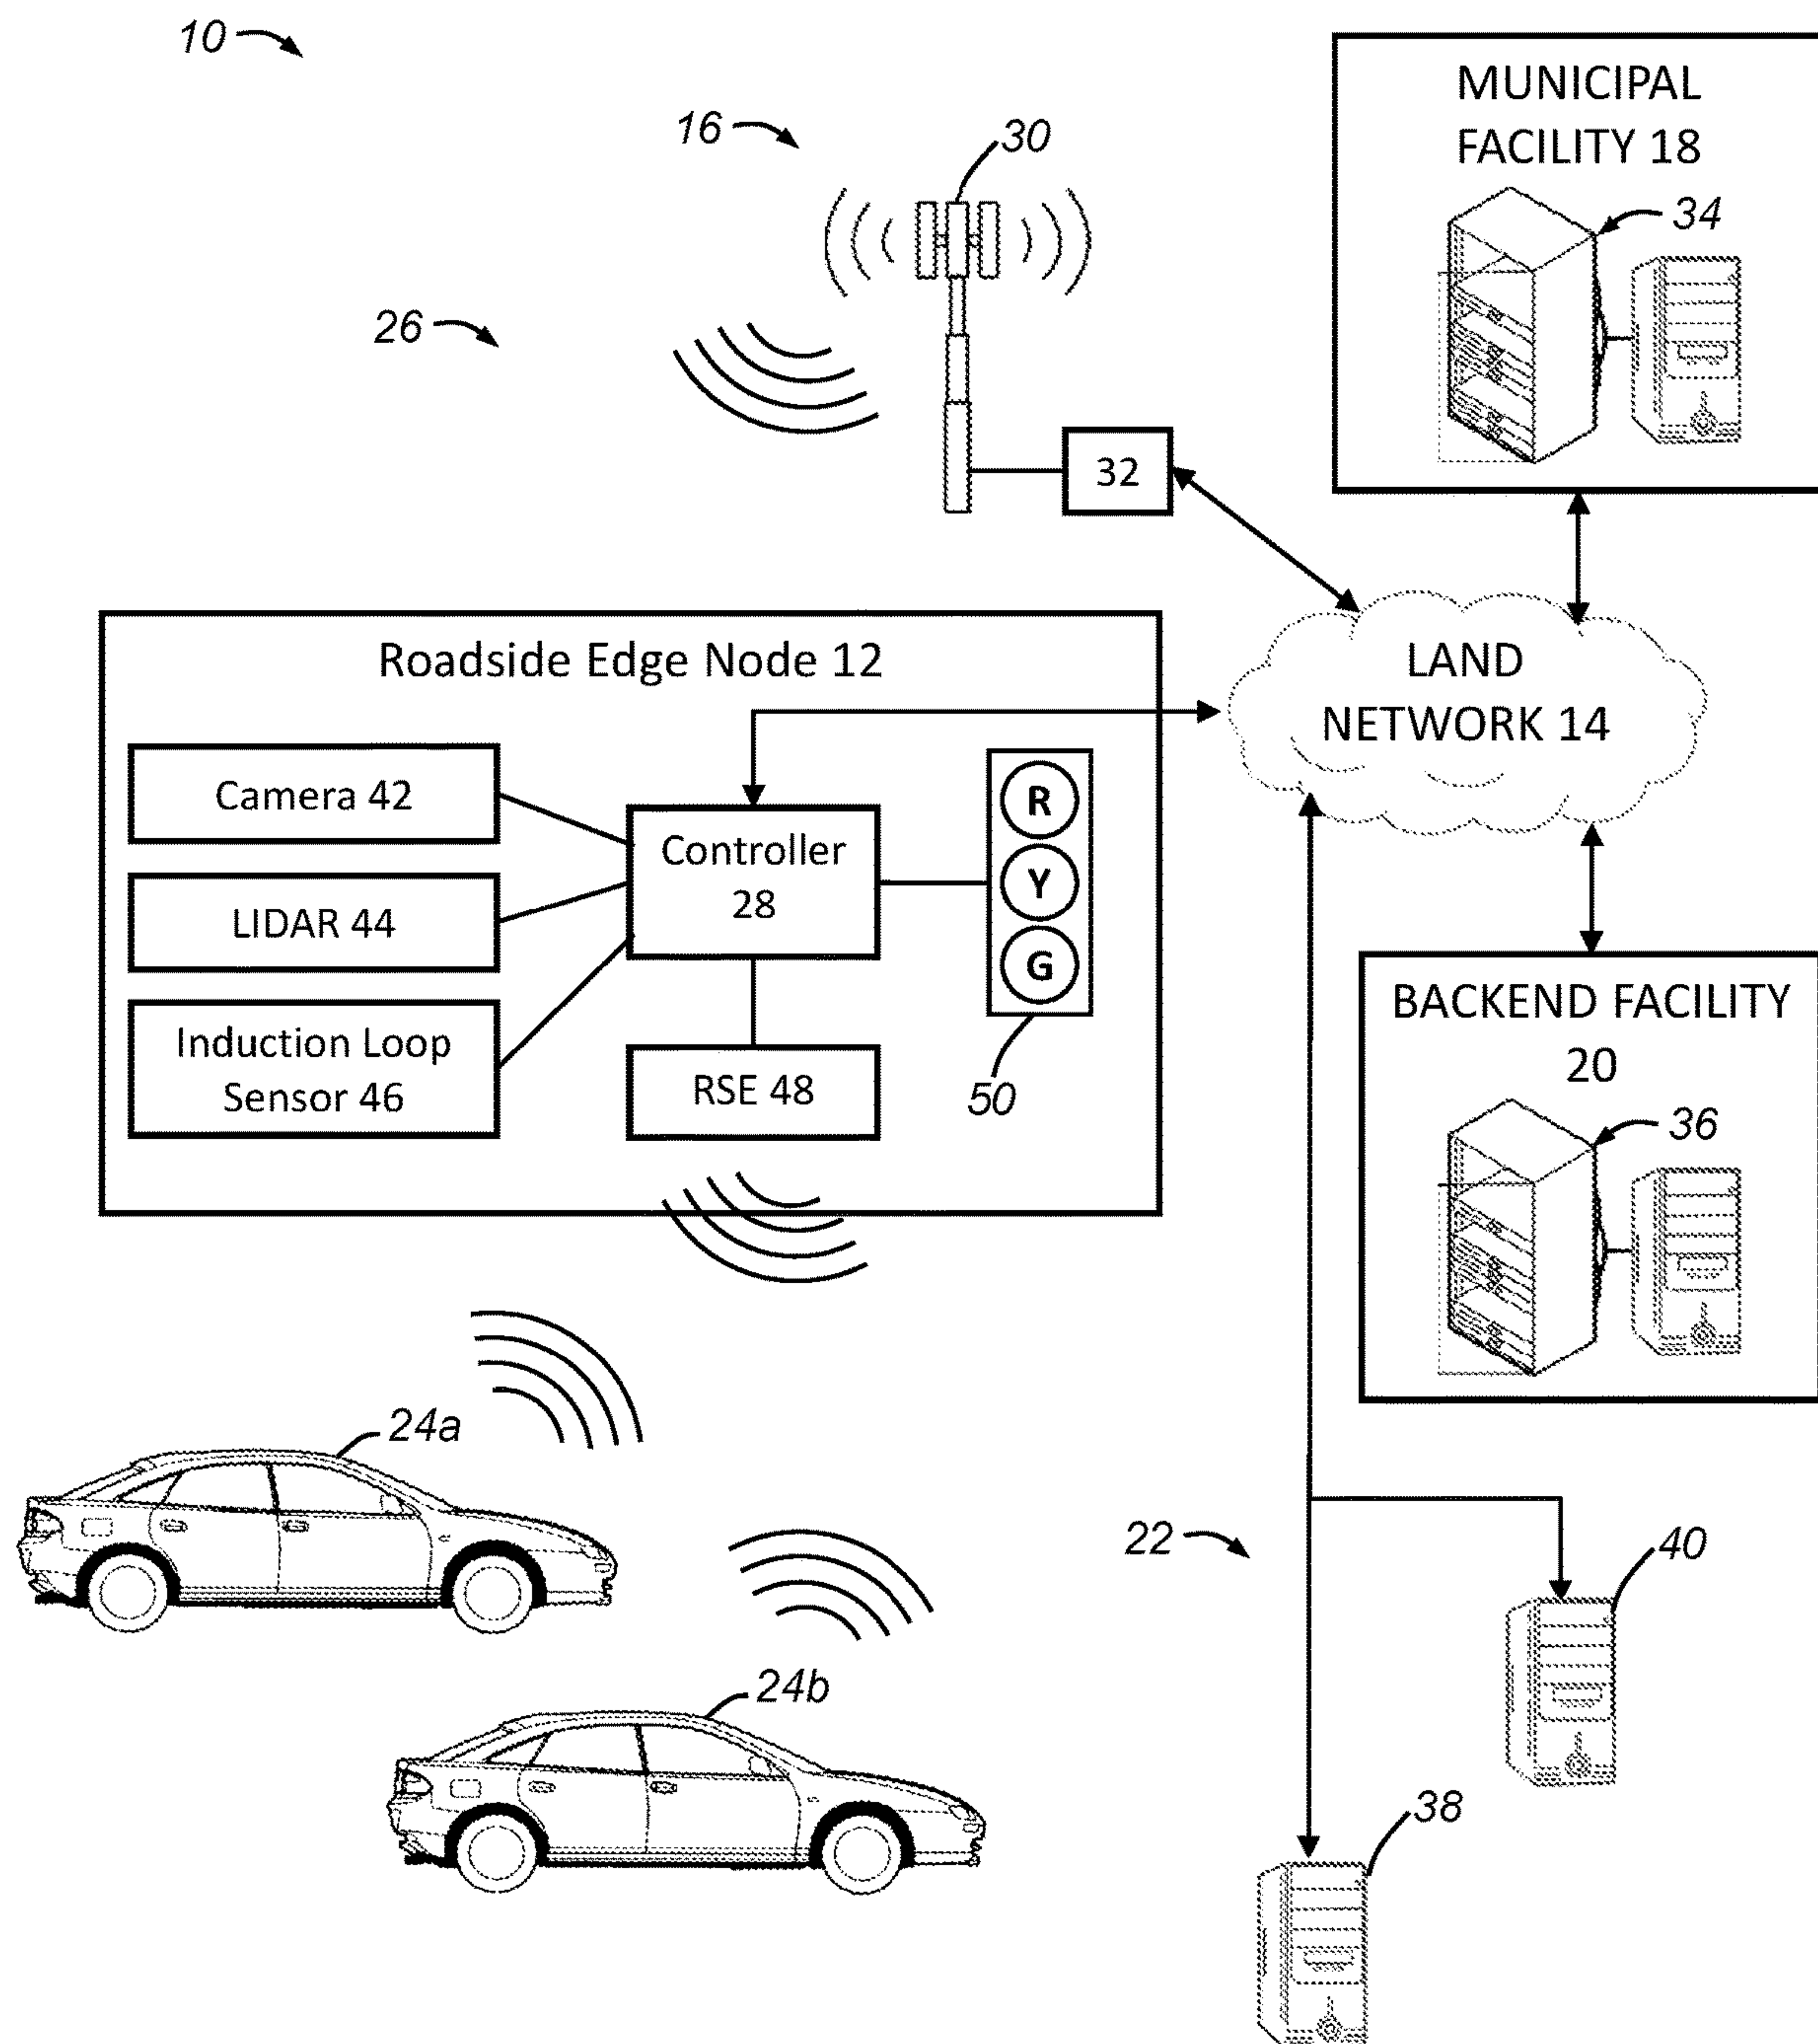 10
16
30
MUNICIPAL
FACILITY 18
34
26
32
Roadside Edge Node 12
LAND
NETWORK 14
Camera 42
LIDAR 44
Induction Loop
Sensor 46
Controller
28
RSE 48
R
Y
G
50
BACKEND FACILITY
20
36
24a
24b
22
40
38